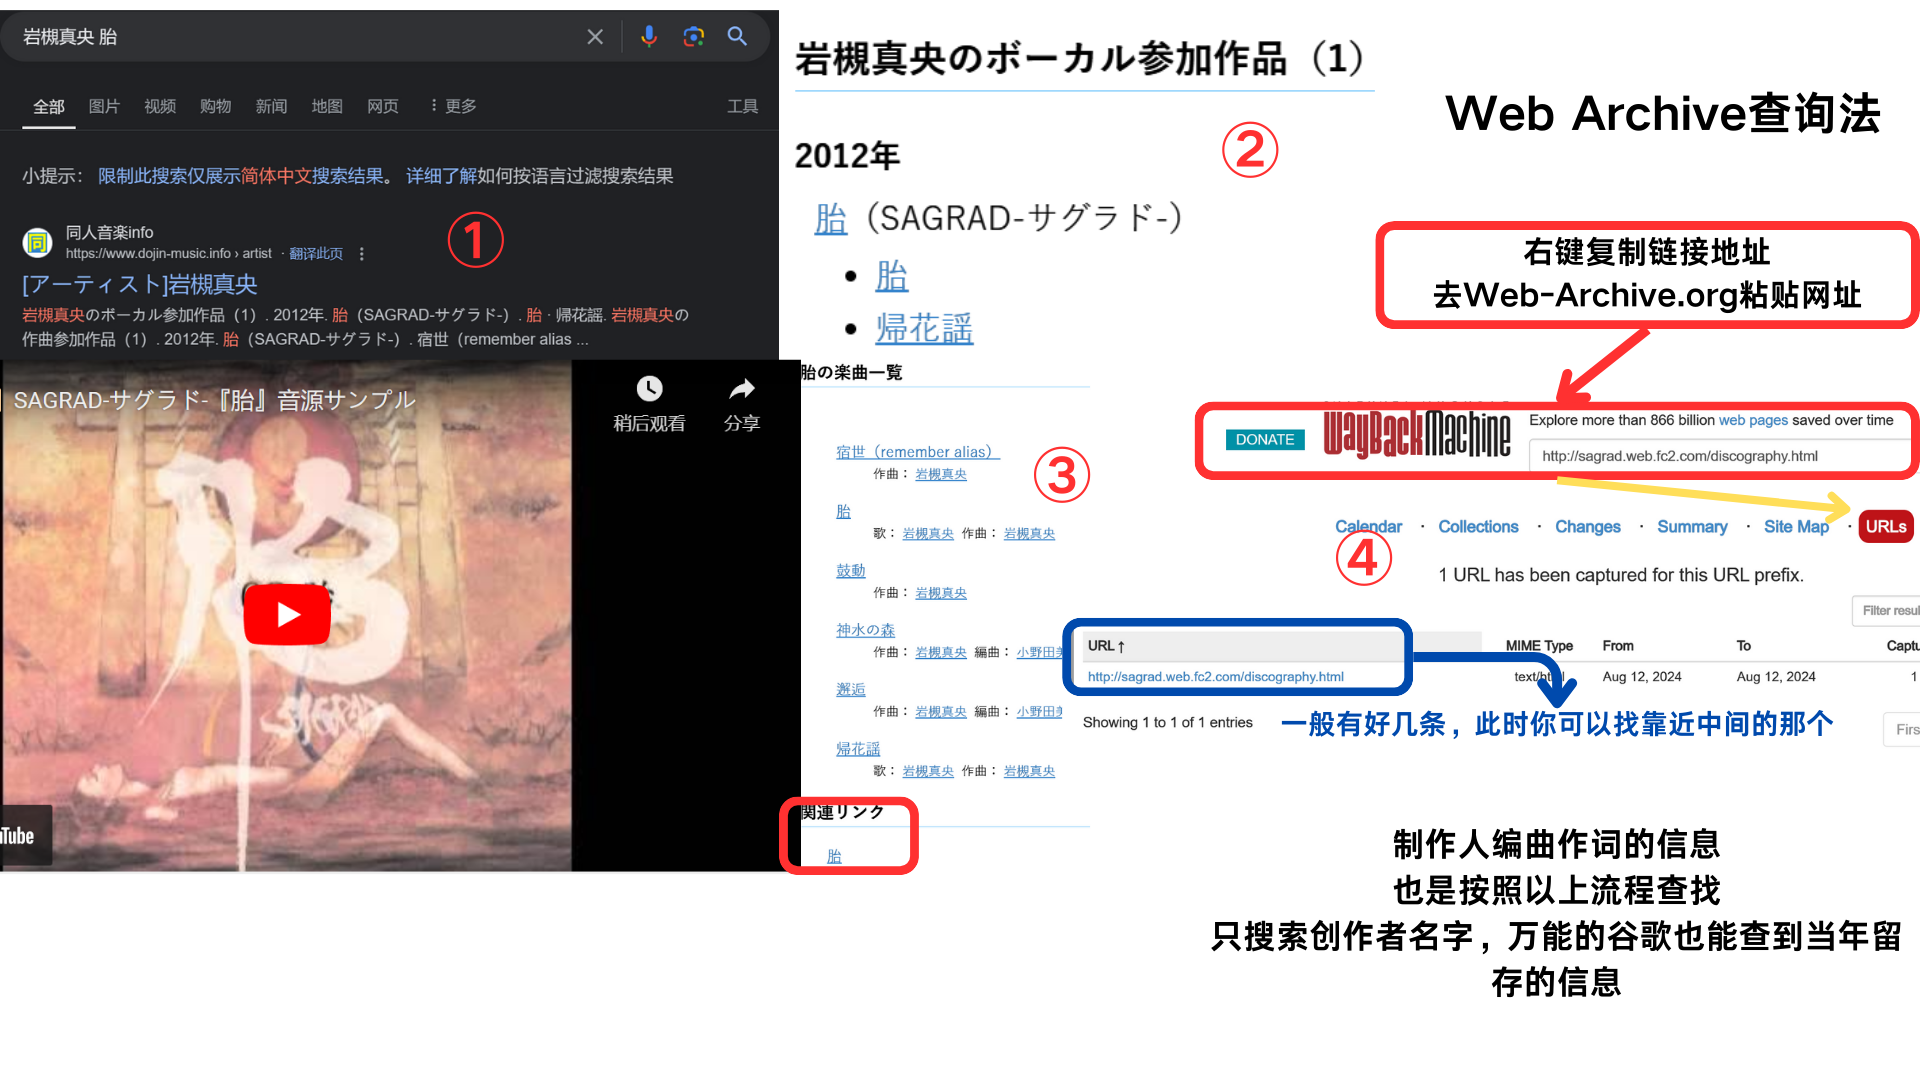 岩槻真央 胎
全部 图片 视频 购物 新闻 地图 网页 ⋮ 更多 工具
小提示： 限制此搜索仅展示简体中文搜索结果。 详细了解如何按语言过滤搜索结果
同
同人音楽info
https://www.dojin-music.info › artist · 翻译此页
①
[アーティスト]岩槻真央
岩槻真央のボーカル参加作品（1）. 2012年. 胎（SAGRAD-サグラド-）. 胎 · 帰花謡. 岩槻真央の
作曲参加作品（1）. 2012年. 胎（SAGRAD-サグラド-）. 宿世（remember alias ...
SAGRAD-サグラド-『胎』音源サンプル
稍后观看 分享
胎
SAGRAD
uTube
岩槻真央のボーカル参加作品（1）
2012年
②
胎（SAGRAD-サグラド-）
胎
帰花謡
胎の楽曲一覧
③
宿世（remember alias）
作曲： 岩槻真央
胎
歌： 岩槻真央 作曲： 岩槻真央
鼓動
作曲： 岩槻真央
神水の森
作曲： 岩槻真央 編曲： 小野田
邂逅
作曲： 岩槻真央 編曲： 小野田
帰花謡
歌： 岩槻真央 作曲： 岩槻真央
関連リンク
胎
Web Archive查询法
右键复制链接地址
去Web-Archive.org粘贴网址
DONATE
WayBackMachine
Explore more than 866 billion web pages saved over time
http://sagrad.web.fc2.com/discography.html
Calendar · Collections · Changes · Summary · Site Map · URLs
④
1 URL has been captured for this URL prefix.
Filter resul
URL↑ MIME Type From To Captu
http://sagrad.web.fc2.com/discography.html text/html Aug 12, 2024 Aug 12, 2024 1
Showing 1 to 1 of 1 entries
Firs
一般有好几条，此时你可以找靠近中间的那个
制作人编曲作词的信息
也是按照以上流程查找
只搜索创作者名字，万能的谷歌也能查到当年留
存的信息